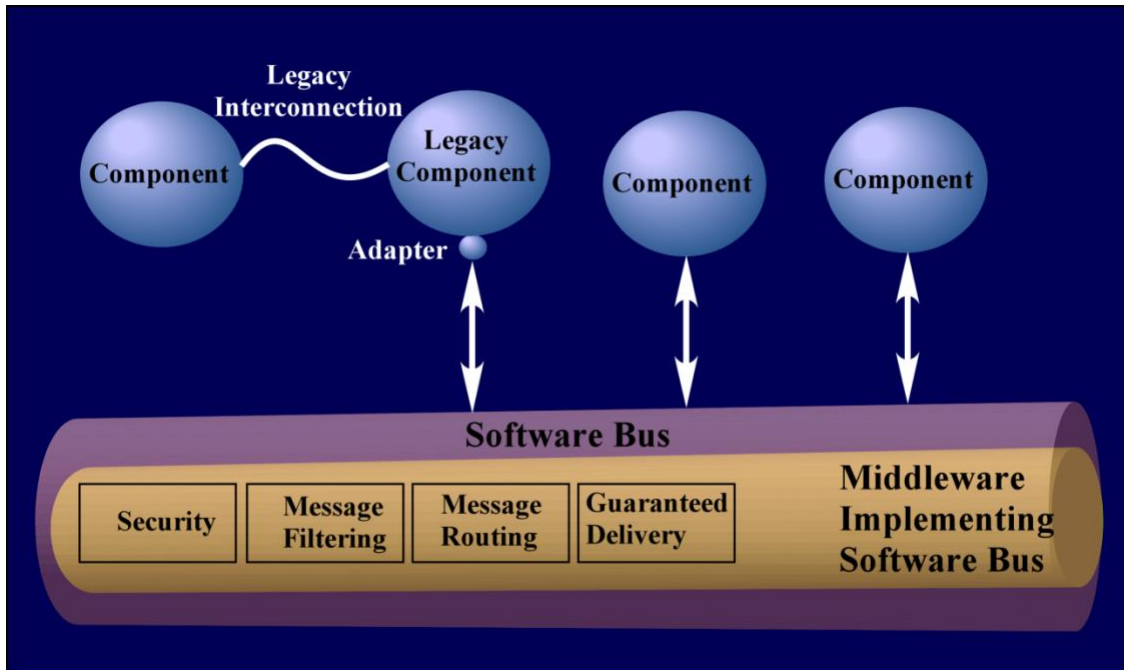 Legacy
Interconnection
Component
Legacy
Component
Component
Component
Adapter
Software Bus
Security
Message
Filtering
Message
Routing
Guaranteed
Delivery
Middleware
Implementing
Software Bus